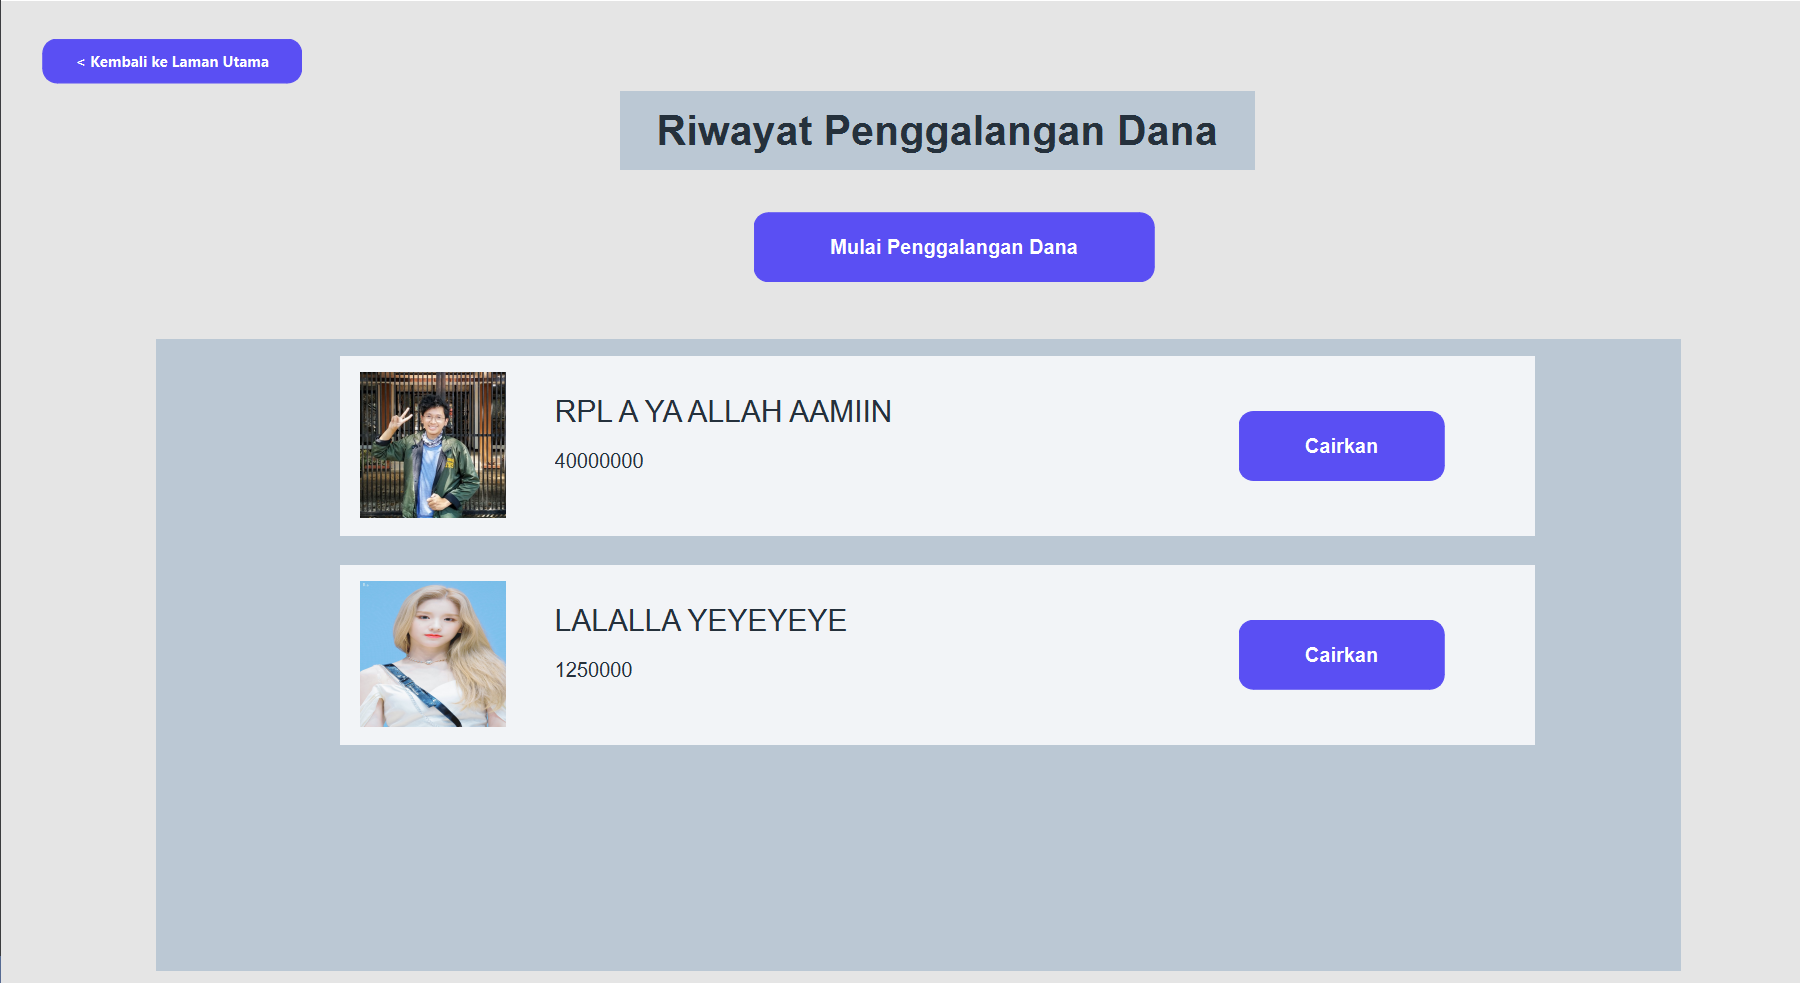 < Kembali ke Laman Utama
Riwayat Penggalangan Dana
Mulai Penggalangan Dana
RPL A YA ALLAH AAMIIN
40000000
Cairkan
LALALLA YEYEYEYE
1250000
Cairkan